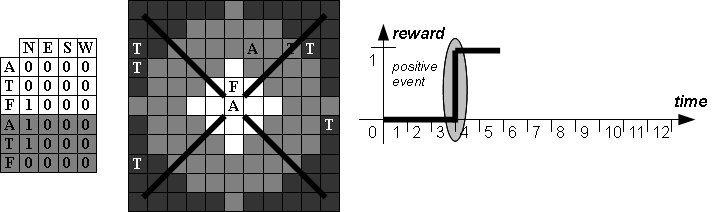 N E S W
A 0 0 0 0
T 0 0 0 0
F 1 0 0 0
A 1 0 0 0
T 1 0 0 0
F 0 0 0 0
T A T T
T
F
A
T
T
reward
1
positive
event
time
0 1 2 3 4 5 6 7 8 9 10 11 12